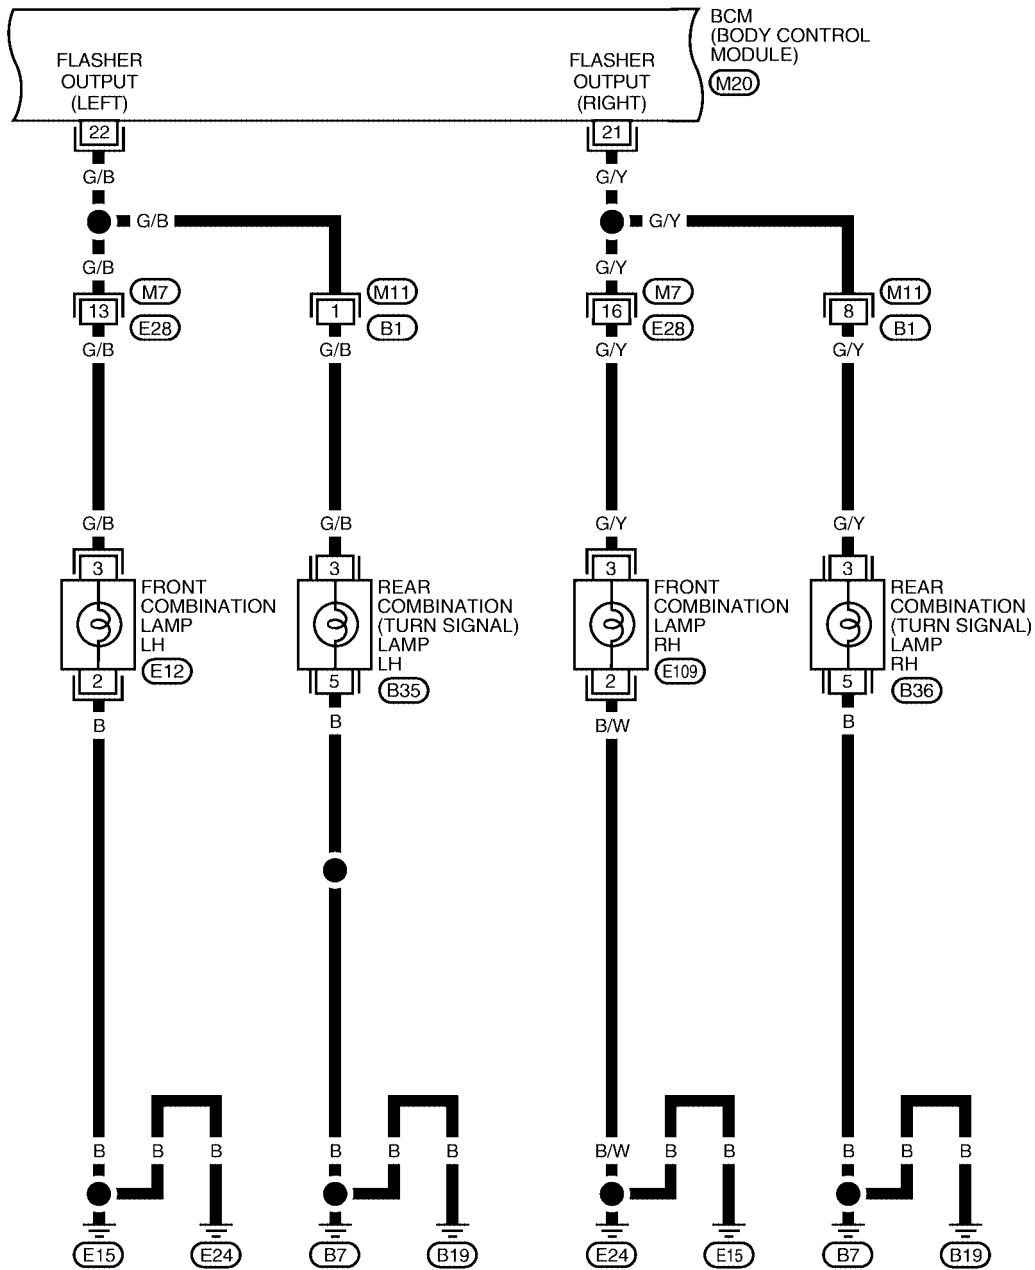 BCM
(BODY CONTROL
MODULE)
M20
FLASHER
OUTPUT
(LEFT)
FLASHER
OUTPUT
(RIGHT)
22
21
G/B
G/Y
G/B
G/Y
G/B
G/Y
M7
M11
M7
M11
13
1
16
8
E28
B1
E28
B1
G/B
G/B
G/Y
G/Y
G/B
G/B
G/Y
G/Y
3
3
3
3
FRONT
COMBINATION
LAMP
LH
E12
REAR
COMBINATION
(TURN SIGNAL)
LAMP
LH
B35
FRONT
COMBINATION
LAMP
RH
E109
REAR
COMBINATION
(TURN SIGNAL)
LAMP
RH
B36
2
5
2
5
B
B
B/W
B
B
B
B
B
B
B
B/W
B
B
B
B
B
E15
E24
B7
B19
E24
E15
B7
B19